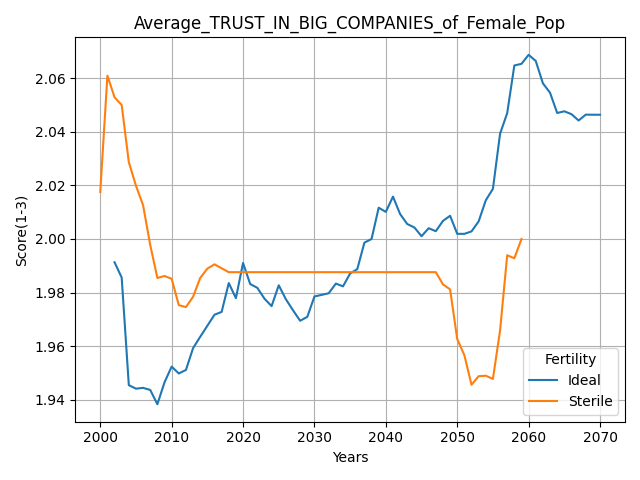 Average_TRUST_IN_BIG_COMPANIES_of_Female_Pop
Score(1-3)
2.06
2.04
2.02
2.00
1.98
1.96
1.94
Fertility
Ideal
Sterile
2000 2010 2020 2030 2040 2050 2060 2070
Years